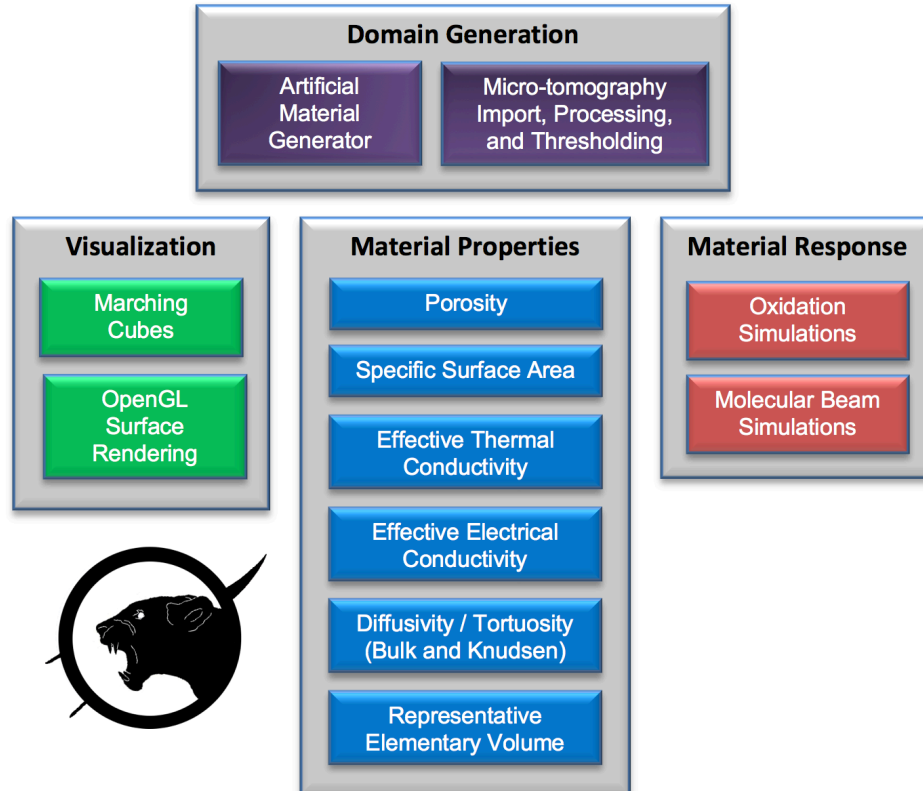 Domain Generation
Artificial
Material
Generator
Micro-tomography
Import, Processing,
and Thresholding
Visualization
Marching
Cubes
OpenGL
Surface
Rendering
Material Properties
Porosity
Specific Surface Area
Effective Thermal
Conductivity
Effective Electrical
Conductivity
Diffusivity / Tortuosity
(Bulk and Knudsen)
Representative
Elementary Volume
Material Response
Oxidation
Simulations
Molecular Beam
Simulations